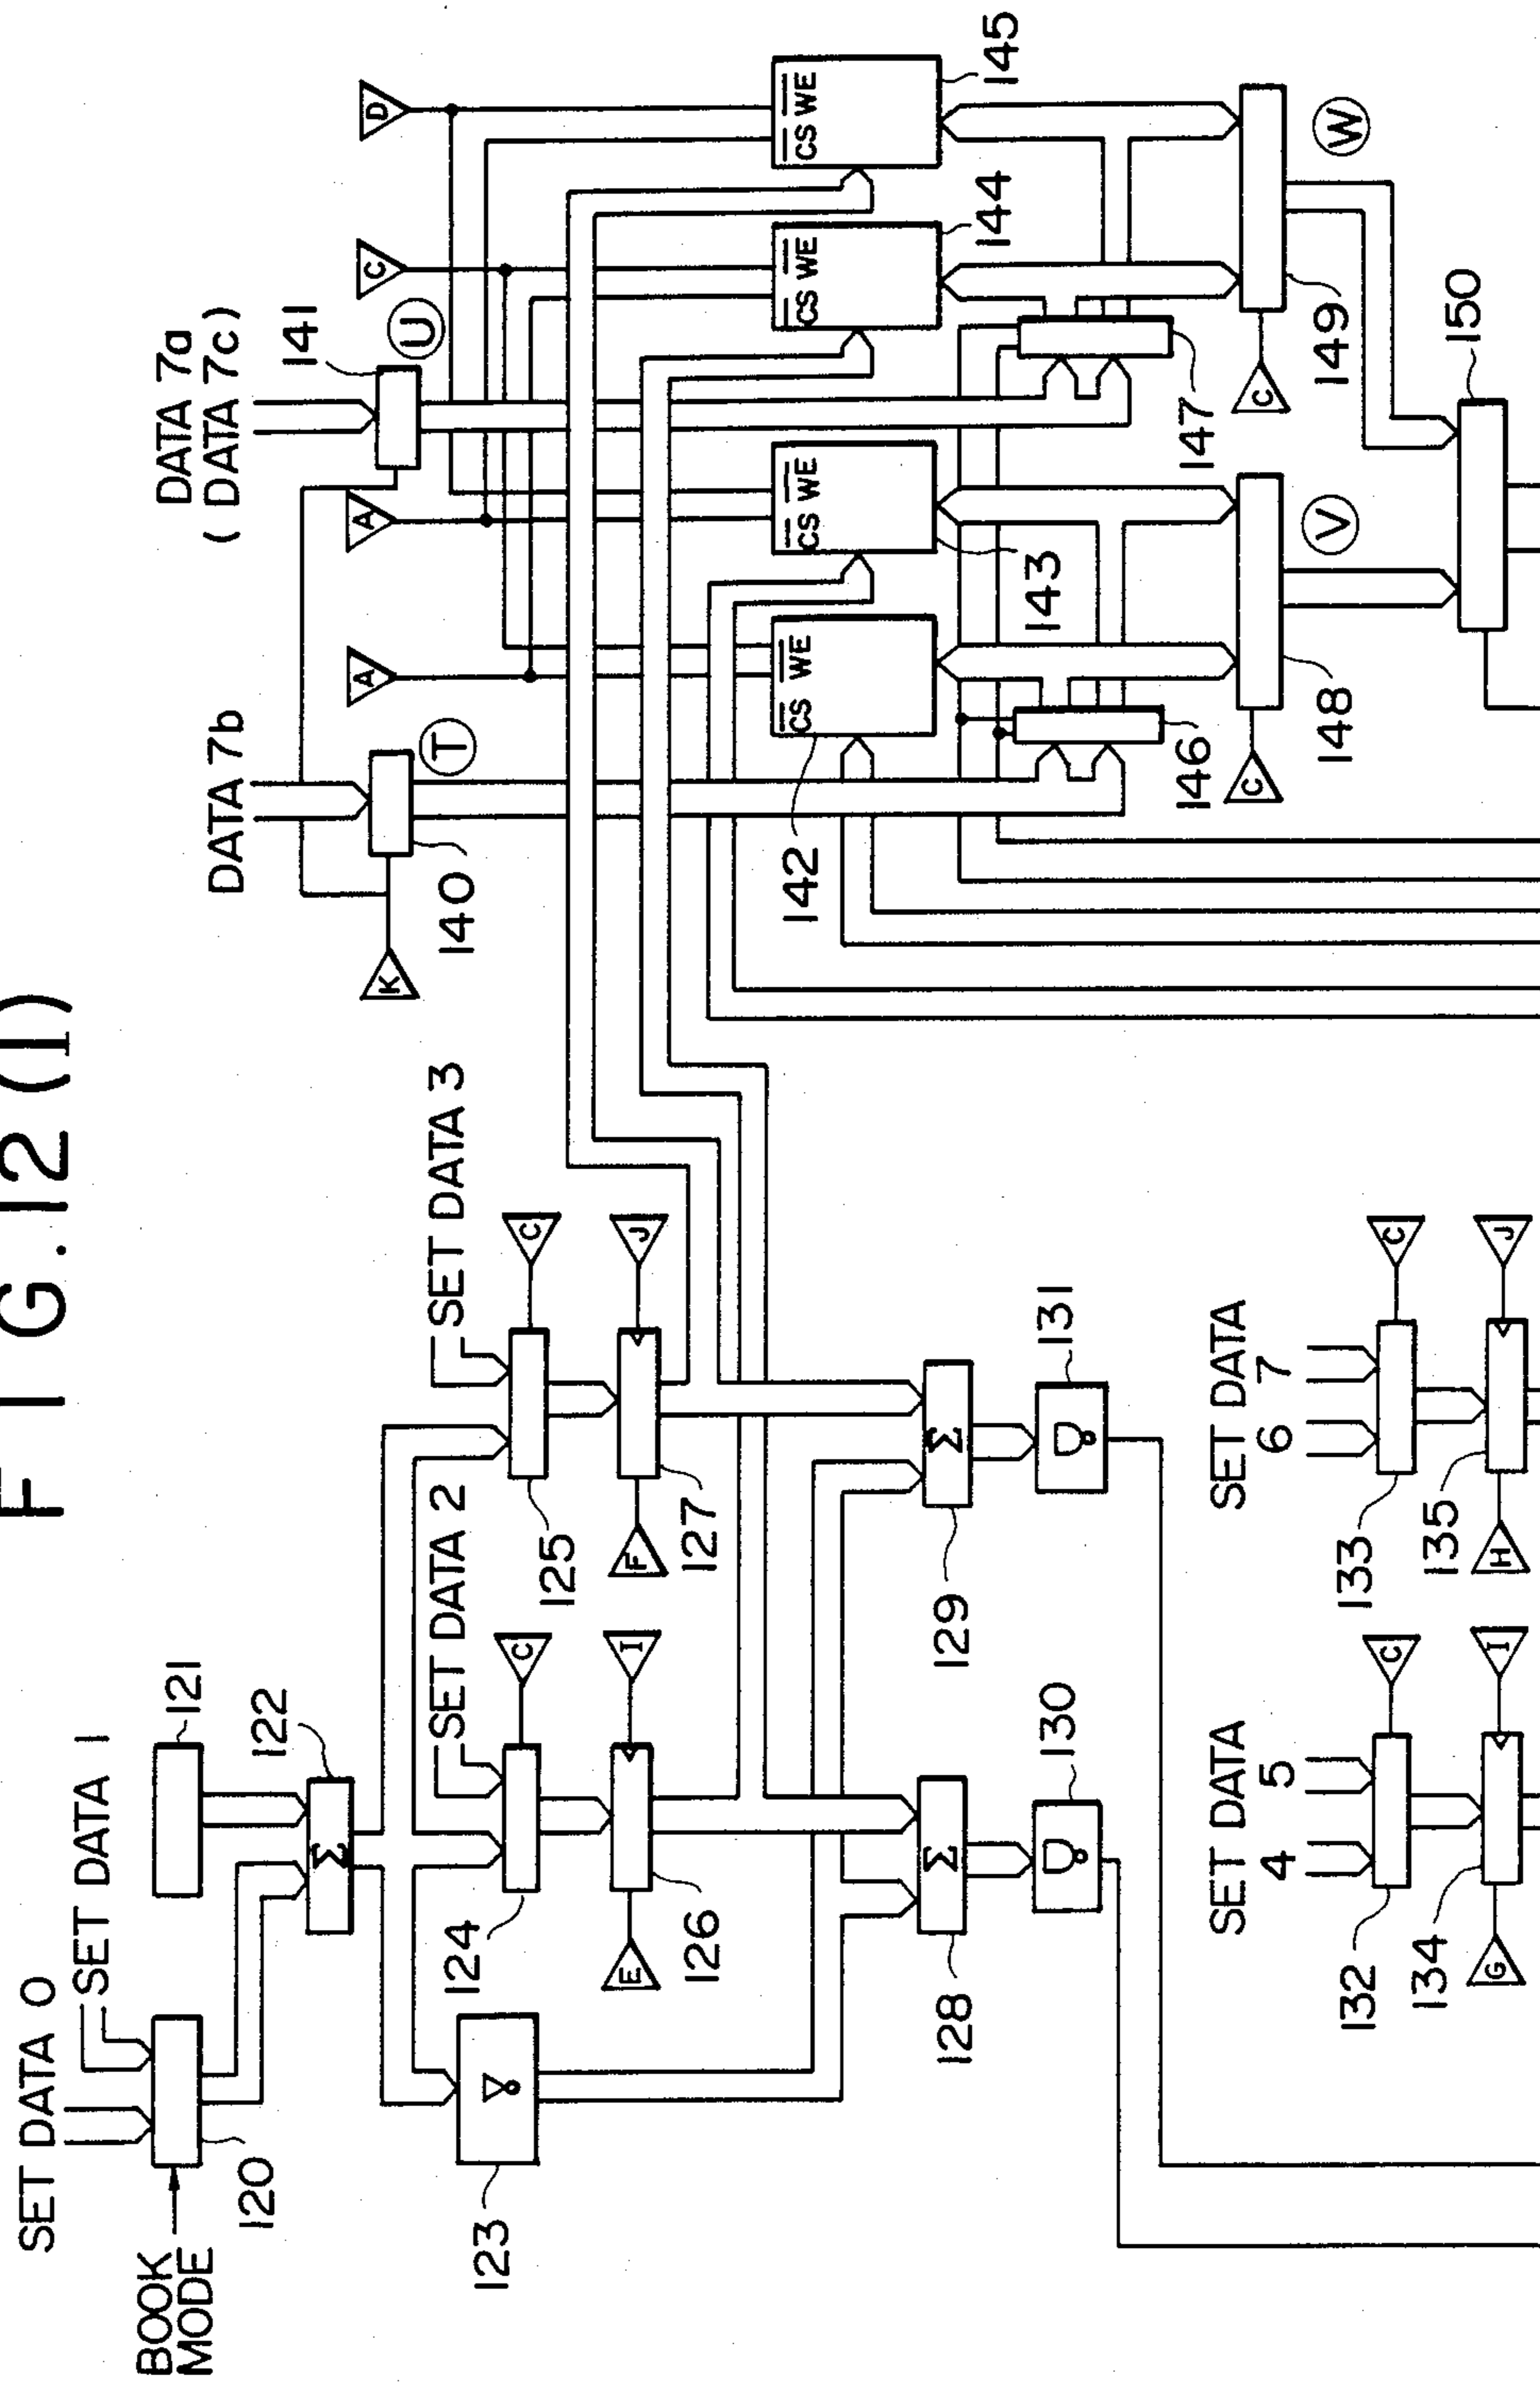 FIG.12(1)
SET DATA 0
SET DATA 1
BOOK
MODE
120
121
122
Σ
123
SET DATA 2
SET DATA 3
124
C
125
C
E
126
I
F
127
J
Σ
128
Σ
129
130
131
SET DATA
4 5
132
C
G
134
I
SET DATA
6 7
133
C
H
135
J
DATA 7b
DATA 7a
(DATA 7c)
K
140
T
141
U
A
A
C
D
CS WE
142
CS WE
143
CS WE
144
CS WE
145
146
147
C
148
V
C
149
W
150